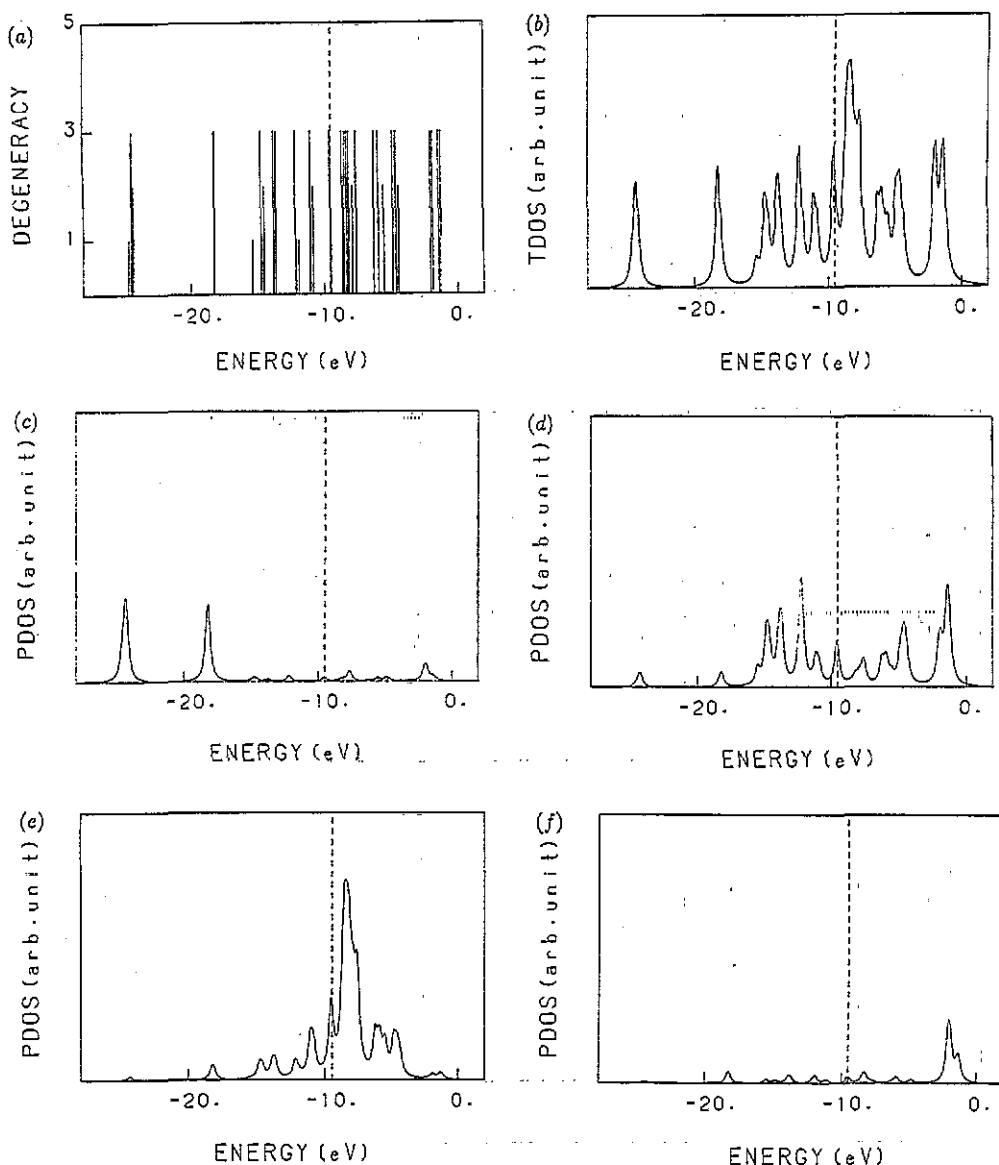 (a)
5
3
1
DEGENERACY
-20. -10. 0.
ENERGY (eV)
(b)
TDOS (arb.unit)
-20. -10. 0.
ENERGY (eV)
(c)
PDOS (arb.unit)
-20. -10. 0.
ENERGY (eV)
(d)
PDOS (arb.unit)
-20. -10. 0.
ENERGY (eV)
(e)
PDOS (arb.unit)
-20. -10. 0.
ENERGY (eV)
(f)
PDOS (arb.unit)
-20. -10. 0.
ENERGY (eV)